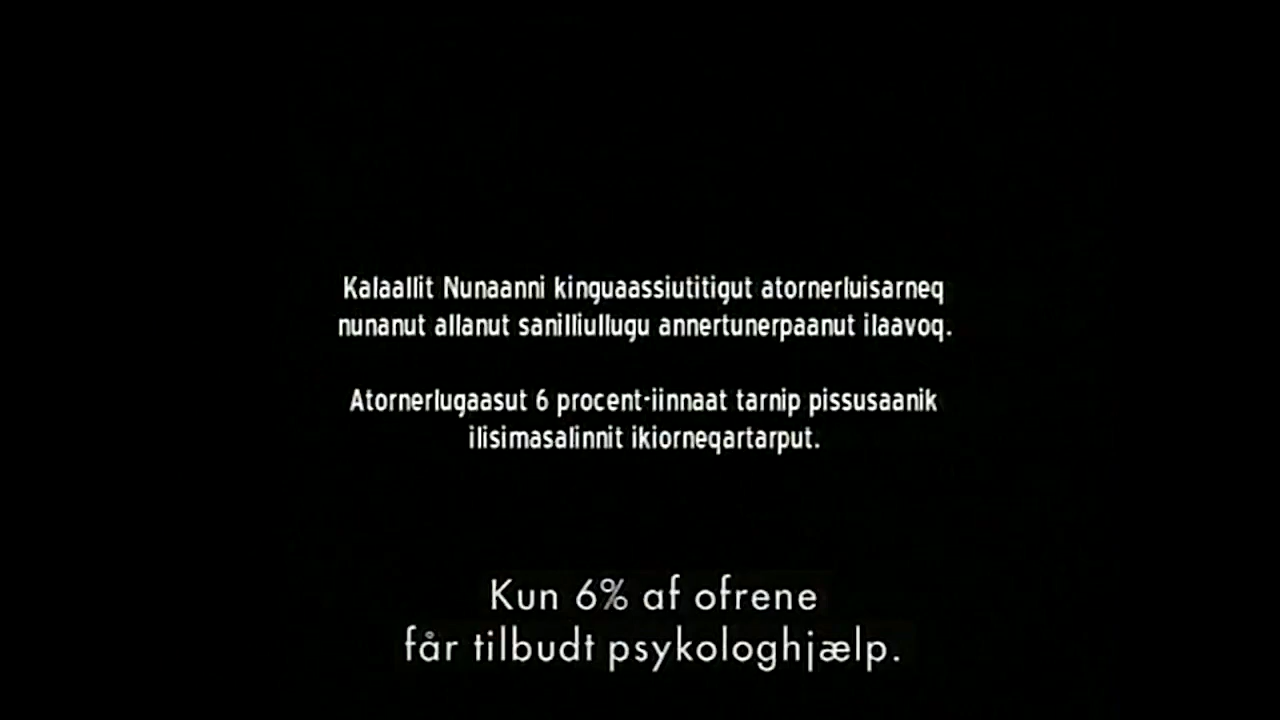 Kalaallit Nunaanni kinguaassiutitigut atornerluisarneq
nunanut allanut sanilliullugu annertunerpaanut ilaavoq.
Atornerlugaasut 6 procent-iinnaat tarnip pissusaanik
ilisimasalinnit ikiorneqartarput.
Kun 6% af ofrene
får tilbudt psykologhjælp.